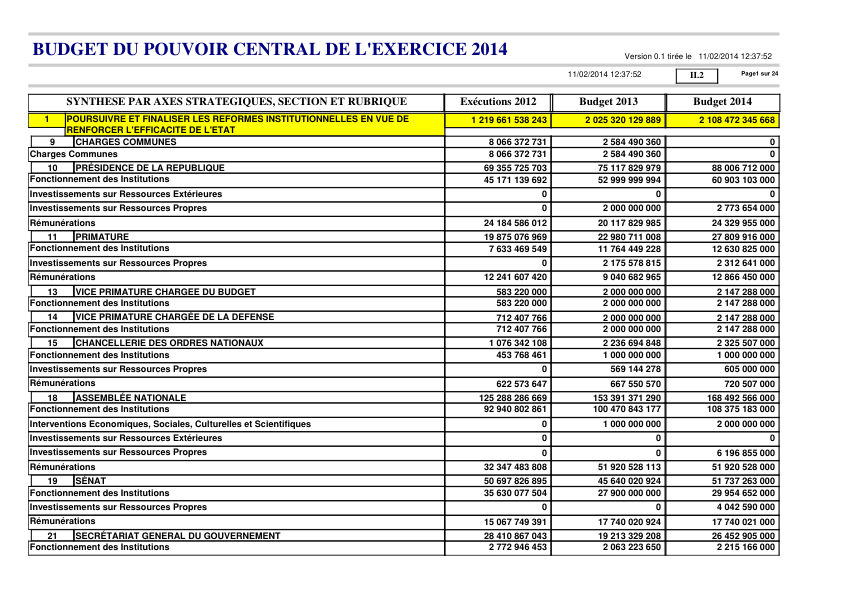 BUDGET DU POUVOIR CENTRAL DE L'EXERCICE 2014
Version 0.1 tirée le 11/02/2014 12:37:52
11/02/2014 12:37:52 II.2 Page1 sur 24
SYNTHESE PAR AXES STRATEGIQUES, SECTION ET RUBRIQUE Exécutions 2012 Budget 2013 Budget 2014
1 POURSUIVRE ET FINALISER LES REFORMES INSTITUTIONNELLES EN VUE DE 1 219 661 538 243 2 025 320 129 889 2 108 472 345 668
RENFORCER L'EFFICACITE DE L'ETAT
9 CHARGES COMMUNES 8 066 372 731 2 584 490 360 0
Charges Communes 8 066 372 731 2 584 490 360 0
10 PRÉSIDENCE DE LA REPUBLIQUE 69 355 725 703 75 117 829 979 88 006 712 000
Fonctionnement des Institutions 45 171 139 692 52 999 999 994 60 903 103 000
Investissements sur Ressources Extérieures 0 0 0
Investissements sur Ressources Propres 0 2 000 000 000 2 773 654 000
Rémunérations 24 184 586 012 20 117 829 985 24 329 955 000
11 PRIMATURE 19 875 076 969 22 980 711 008 27 809 916 000
Fonctionnement des Institutions 7 633 469 549 11 764 449 228 12 630 825 000
Investissements sur Ressources Propres 0 2 175 578 815 2 312 641 000
Rémunérations 12 241 607 420 9 040 682 965 12 866 450 000
13 VICE PRIMATURE CHARGEE DU BUDGET 583 220 000 2 000 000 000 2 147 288 000
Fonctionnement des Institutions 583 220 000 2 000 000 000 2 147 288 000
14 VICE PRIMATURE CHARGÉE DE LA DEFENSE 712 407 766 2 000 000 000 2 147 288 000
Fonctionnement des Institutions 712 407 766 2 000 000 000 2 147 288 000
15 CHANCELLERIE DES ORDRES NATIONAUX 1 076 342 108 2 236 694 848 2 325 507 000
Fonctionnement des Institutions 453 768 461 1 000 000 000 1 000 000 000
Investissements sur Ressources Propres 0 569 144 278 605 000 000
Rémunérations 622 573 647 667 550 570 720 507 000
18 ASSEMBLÉE NATIONALE 125 288 286 669 153 391 371 290 168 492 566 000
Fonctionnement des Institutions 92 940 802 861 100 470 843 177 108 375 183 000
Interventions Economiques, Sociales, Culturelles et Scientifiques 0 1 000 000 000 2 000 000 000
Investissements sur Ressources Extérieures 0 0 0
Investissements sur Ressources Propres 0 0 6 196 855 000
Rémunérations 32 347 483 808 51 920 528 113 51 920 528 000
19 SÉNAT 50 697 826 895 45 640 020 924 51 737 263 000
Fonctionnement des Institutions 35 630 077 504 27 900 000 000 29 954 652 000
Investissements sur Ressources Propres 0 0 4 042 590 000
Rémunérations 15 067 749 391 17 740 020 924 17 740 021 000
21 SECRÉTARIAT GENERAL DU GOUVERNEMENT 28 410 867 043 19 213 329 208 26 452 905 000
Fonctionnement des Institutions 2 772 946 453 2 063 223 650 2 215 166 000